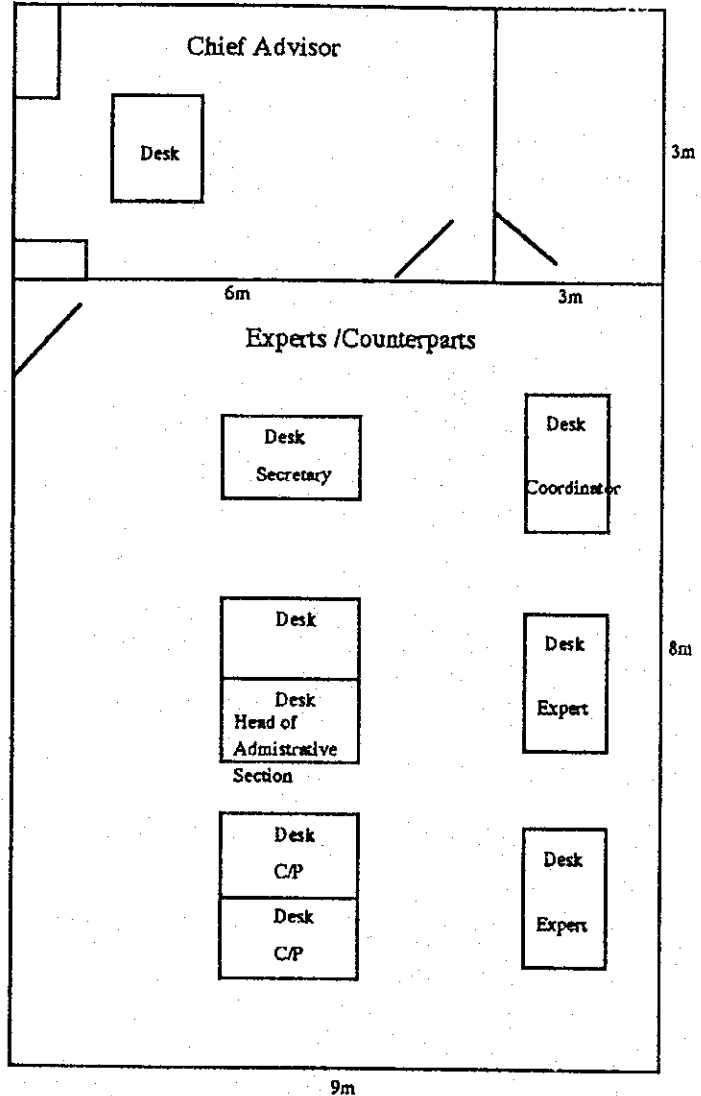 Chief Advisor
Desk
3m
6m
3m
Experts /Counterparts
Desk
Secretary
Desk
Coordinator
Desk
Desk
Head of
Admistrative
Section
8m
Desk
Expert
Desk
C/P
Desk
C/P
Desk
Expert
9m